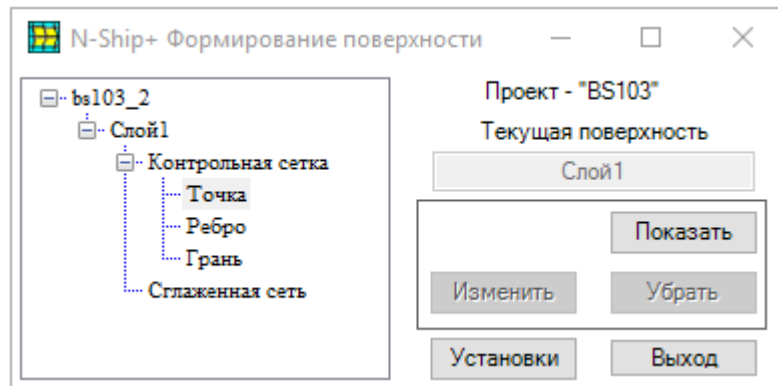 N-Ship+ Формирование поверхности
bs103_2
Слой1
Контрольная сетка
Точка
Ребро
Грань
Сглаженная сеть
Проект - "BS103"
Текущая поверхность
Слой1
Показать
Изменить Убрать
Установки Выход